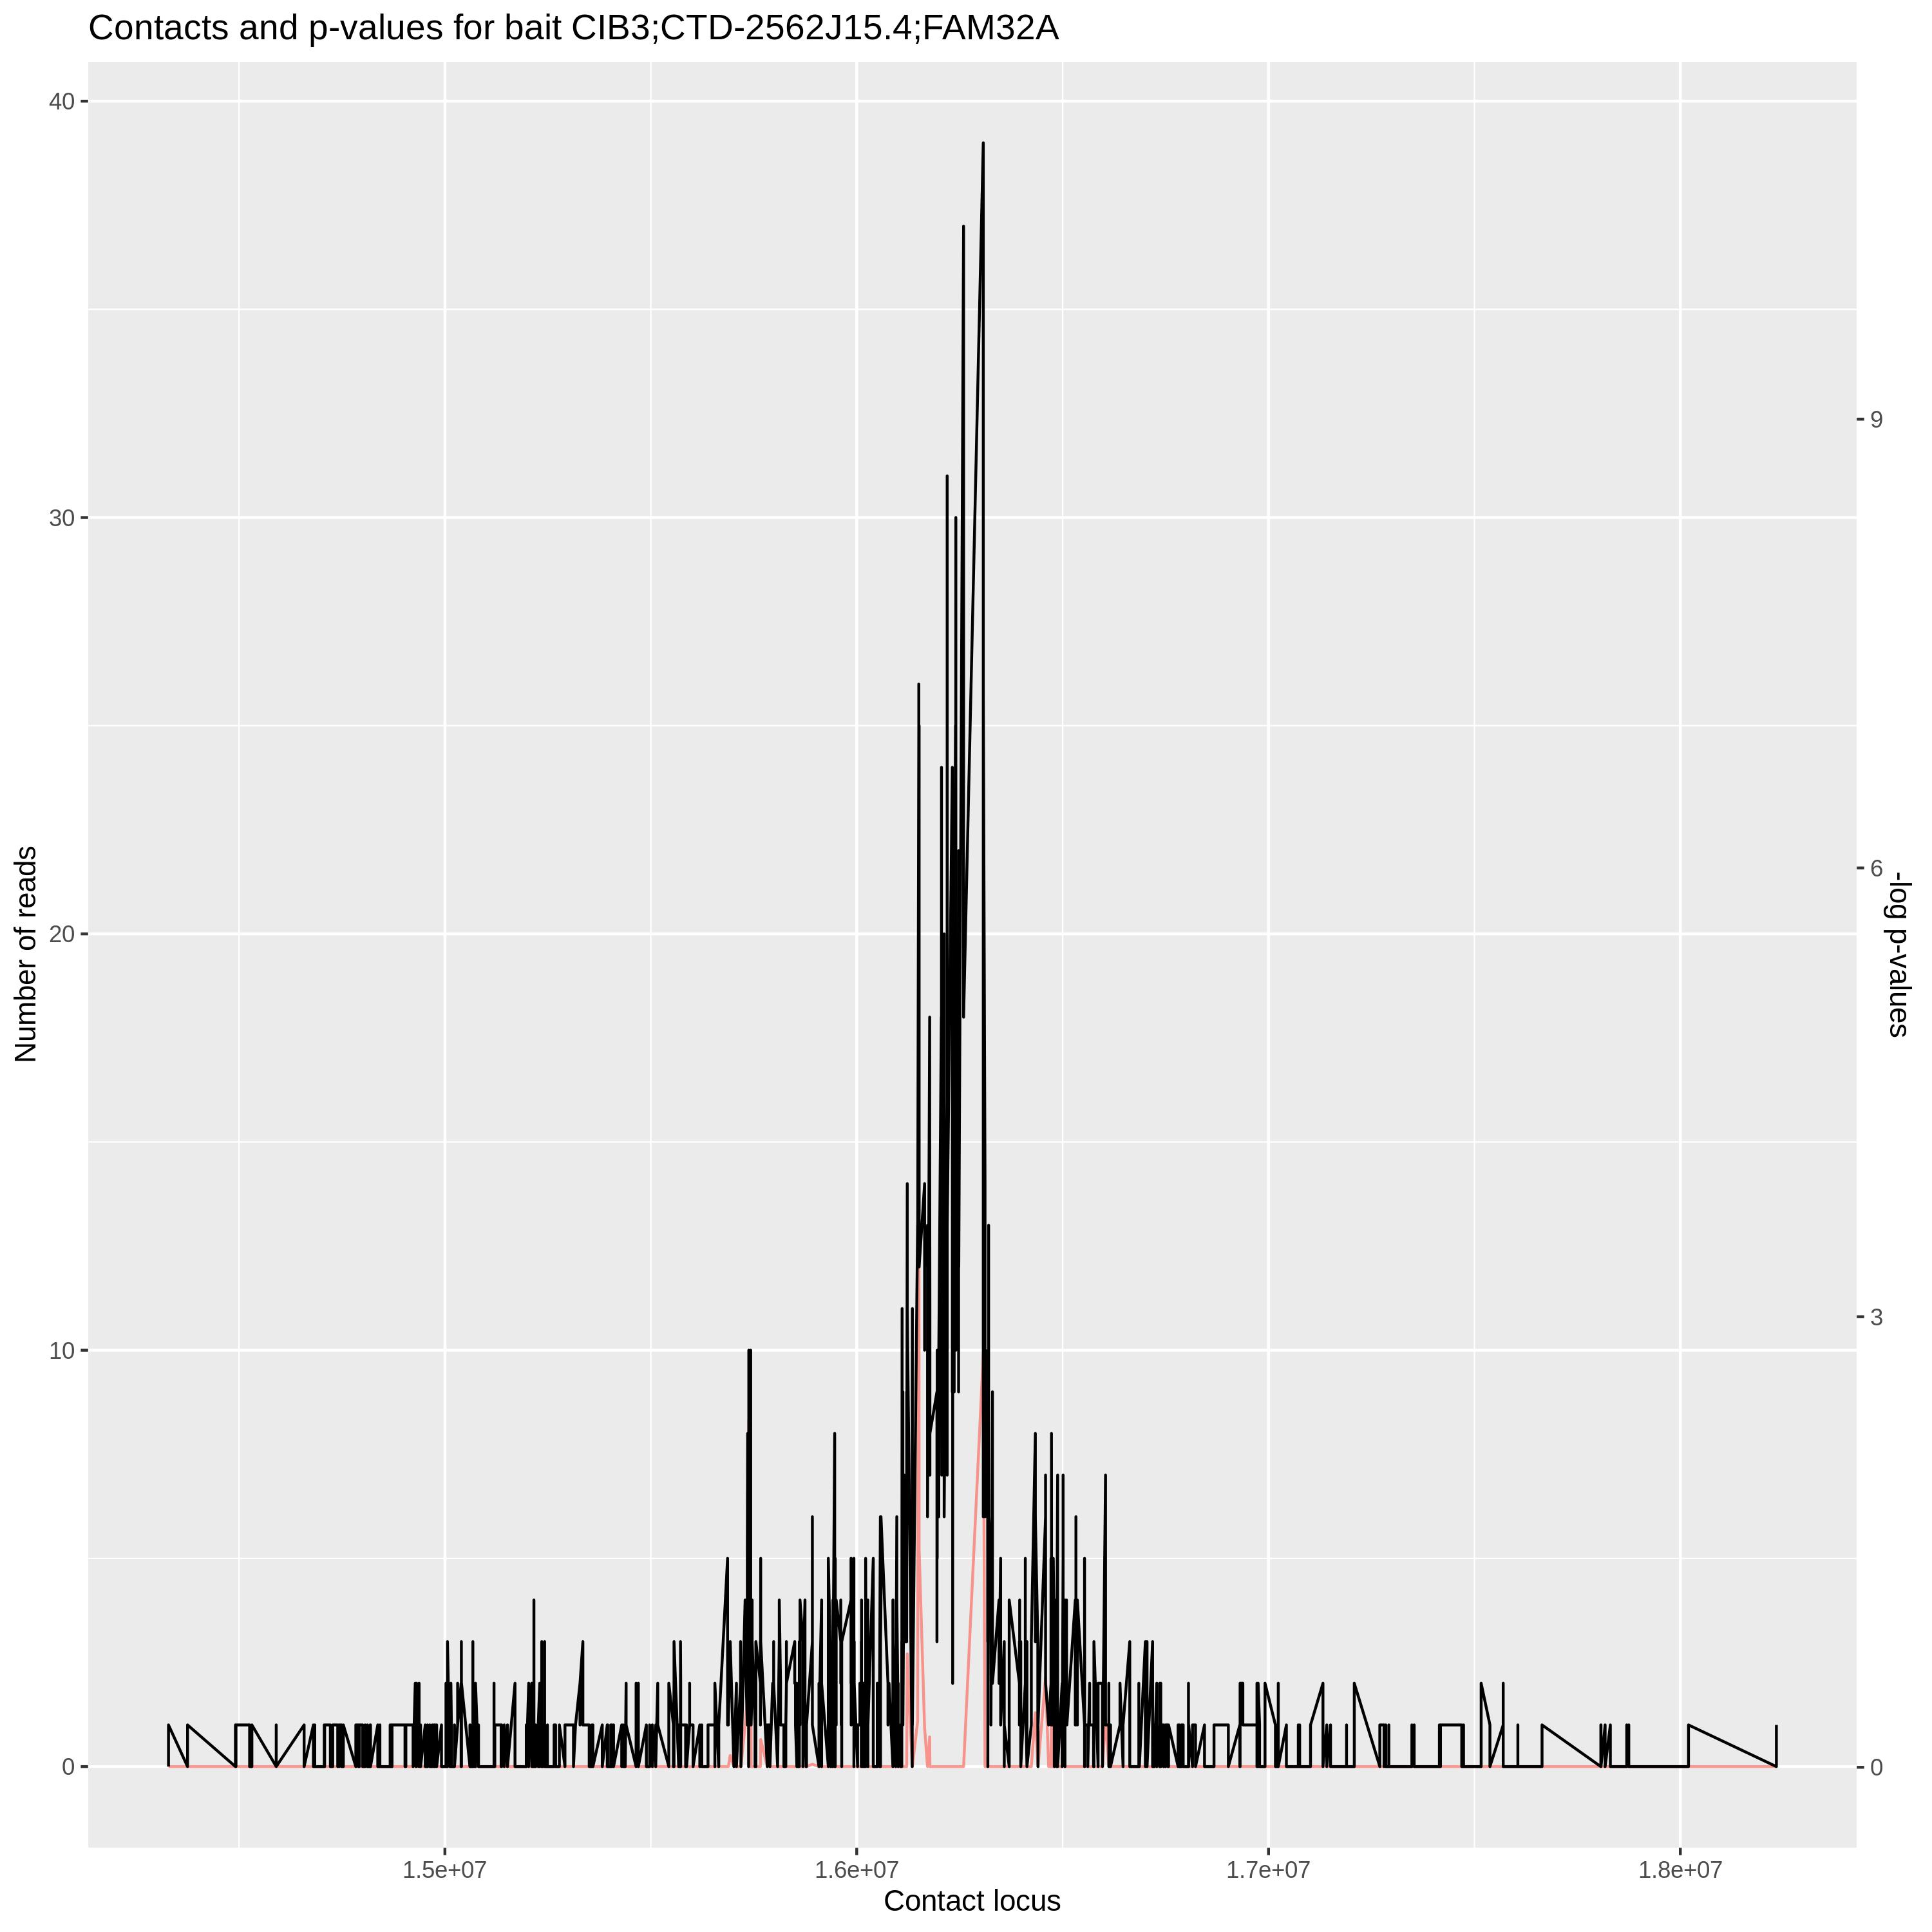 Contacts and p-values for bait CIB3;CTD-2562J15.4;FAM32A
40
30
20
10
0
Number of reads
9
6
3
0
-log p-values
1.5e+07 1.6e+07 1.7e+07 1.8e+07
Contact locus